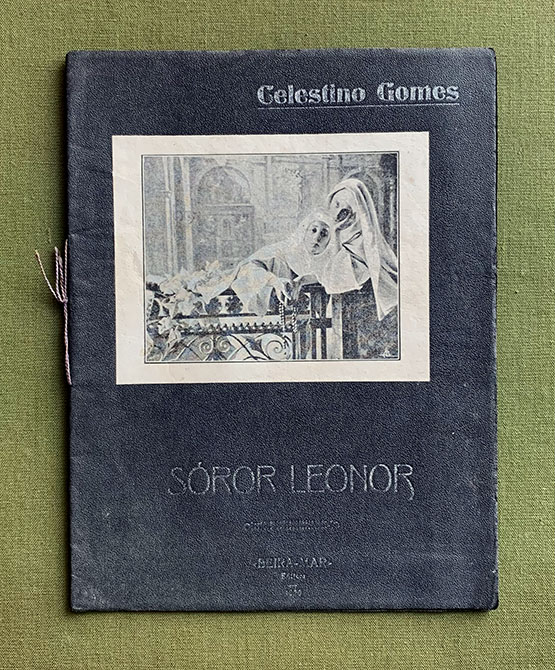 Celestino Gomes
SÓROR LEONOR
-BEIRA-MAR-